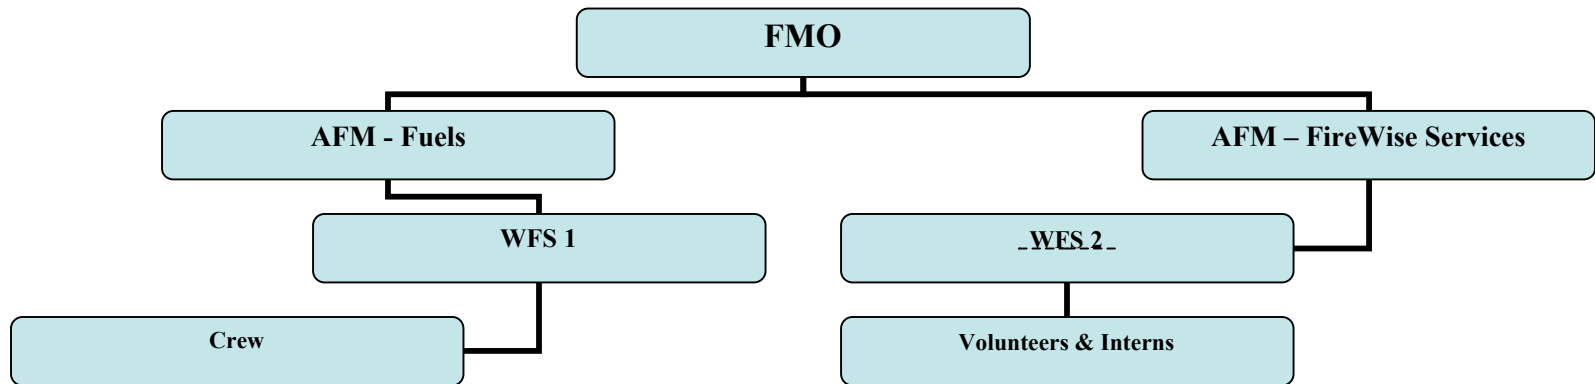 FMO
AFM - Fuels
AFM – FireWise Services
WFS 1
WFS 2
Crew
Volunteers & Interns